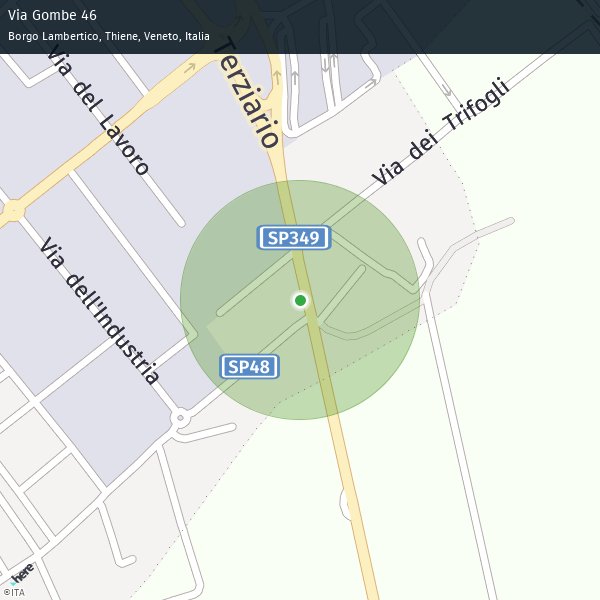 Via Gombe 46
Borgo Lambertico, Thiene, Veneto, Italia
Terziario
Via del Lavoro
Via dei Trifogli
SP349
Via dell'Industria
SP48
here
©ITA